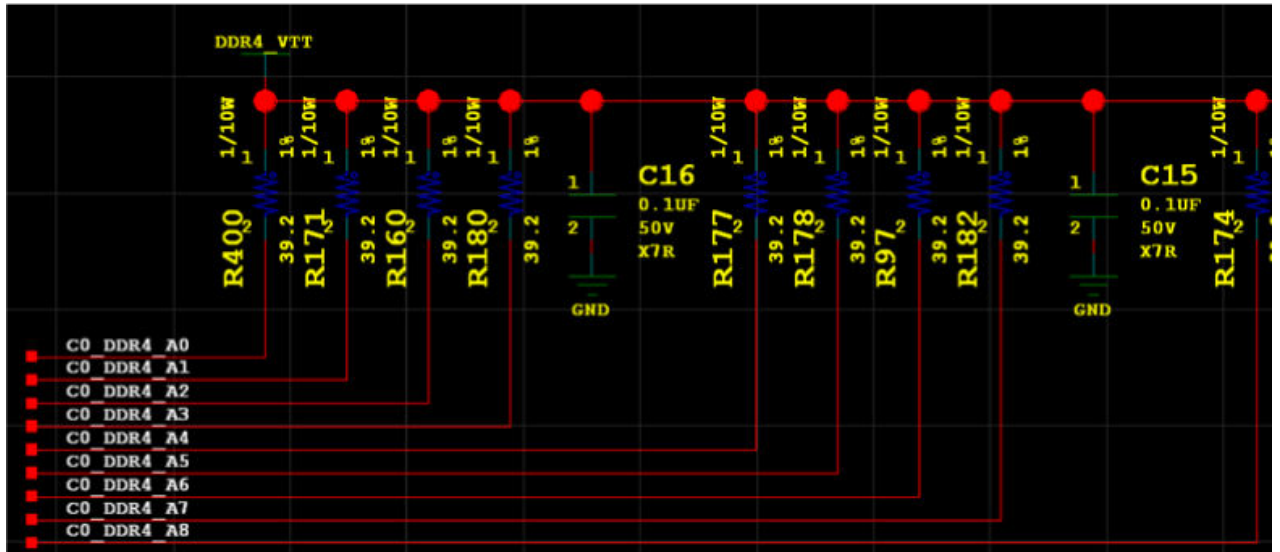 DDR4_VTT
1/10W
1
1%
2
39.2
R400
1/10W
1
1%
2
39.2
R171
1/10W
1
1%
2
39.2
R160
1/10W
1
1%
2
39.2
R180
1
2
C16
0.1UF
50V
X7R
GND
1/10W
1
1%
2
39.2
R177
1/10W
1
1%
2
39.2
R178
1/10W
1
1%
2
39.2
R97
1/10W
1
1%
2
39.2
R182
1
2
C15
0.1UF
50V
X7R
GND
1/10W
1
2
R174
C0_DDR4_A0
C0_DDR4_A1
C0_DDR4_A2
C0_DDR4_A3
C0_DDR4_A4
C0_DDR4_A5
C0_DDR4_A6
C0_DDR4_A7
C0_DDR4_A8